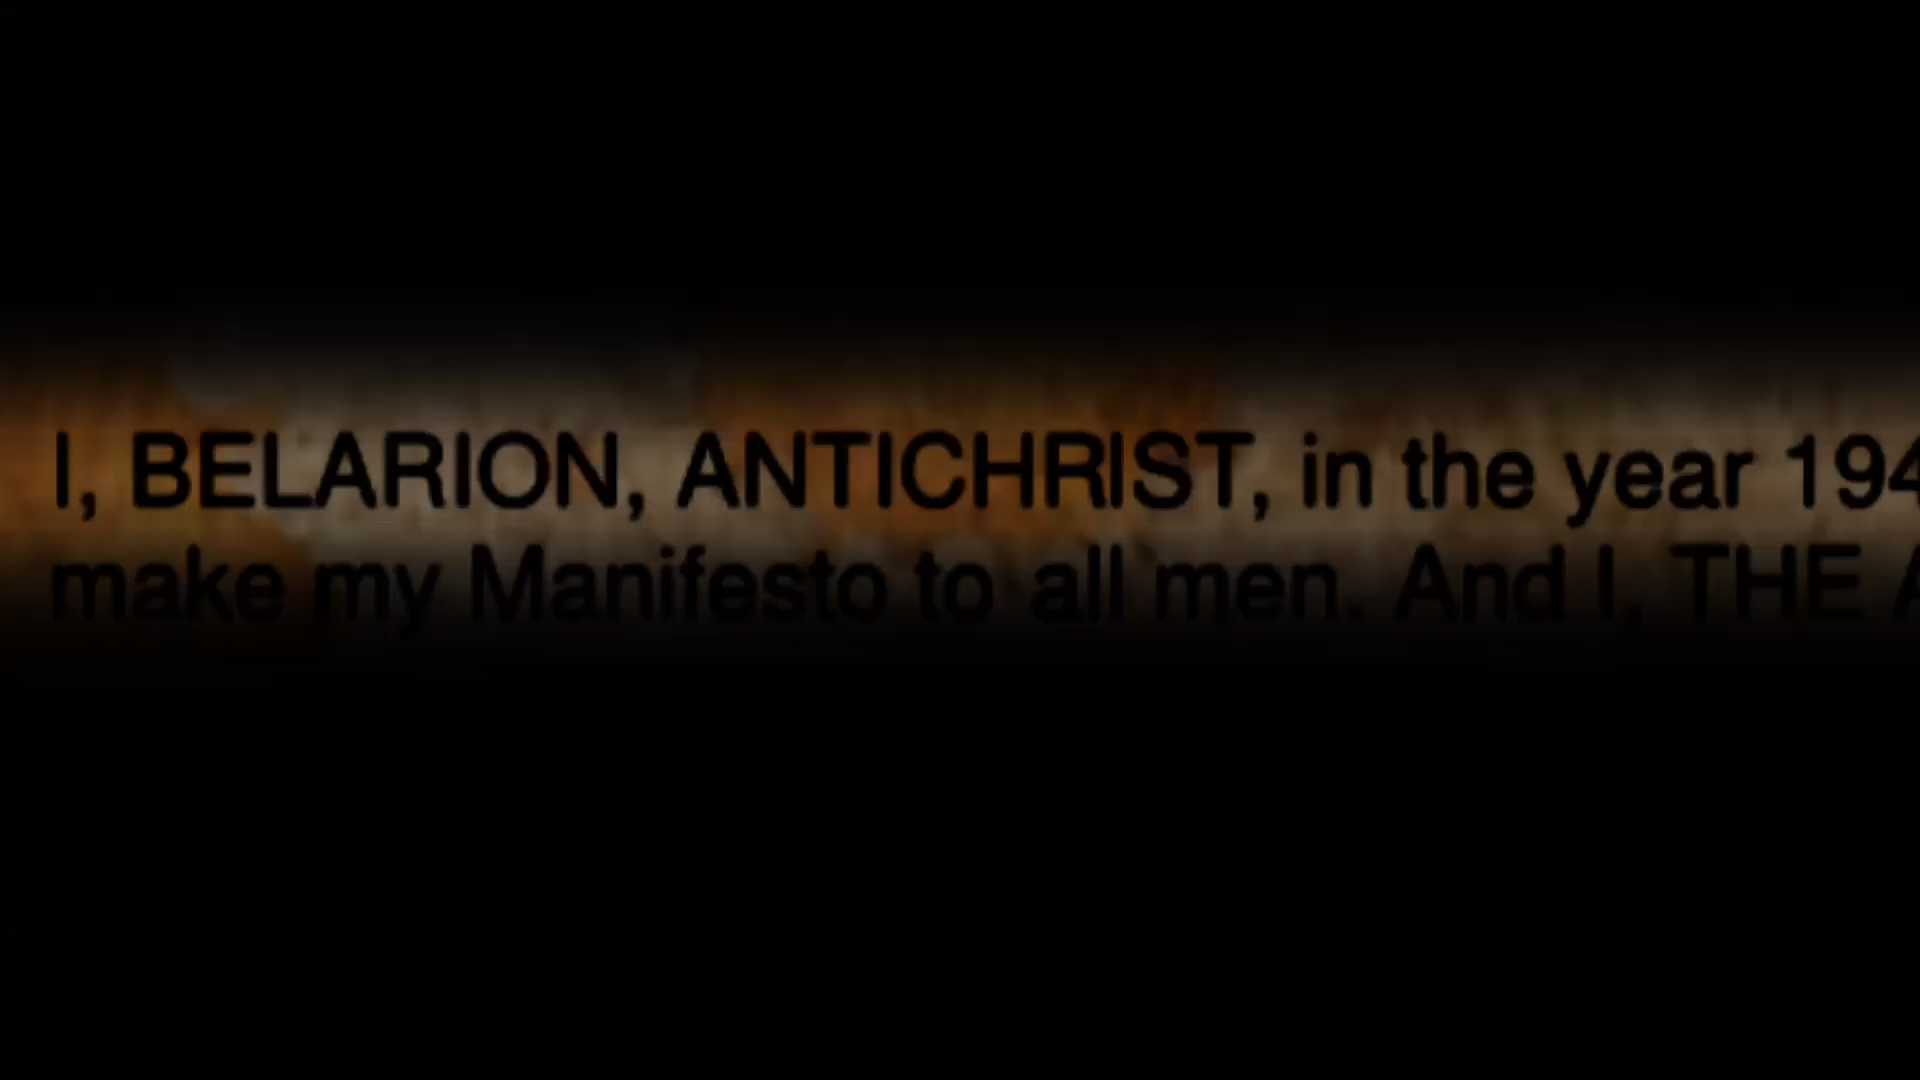 I, BELARION, ANTICHRIST, in the year 194
make my Manifesto to all men. And I, THE